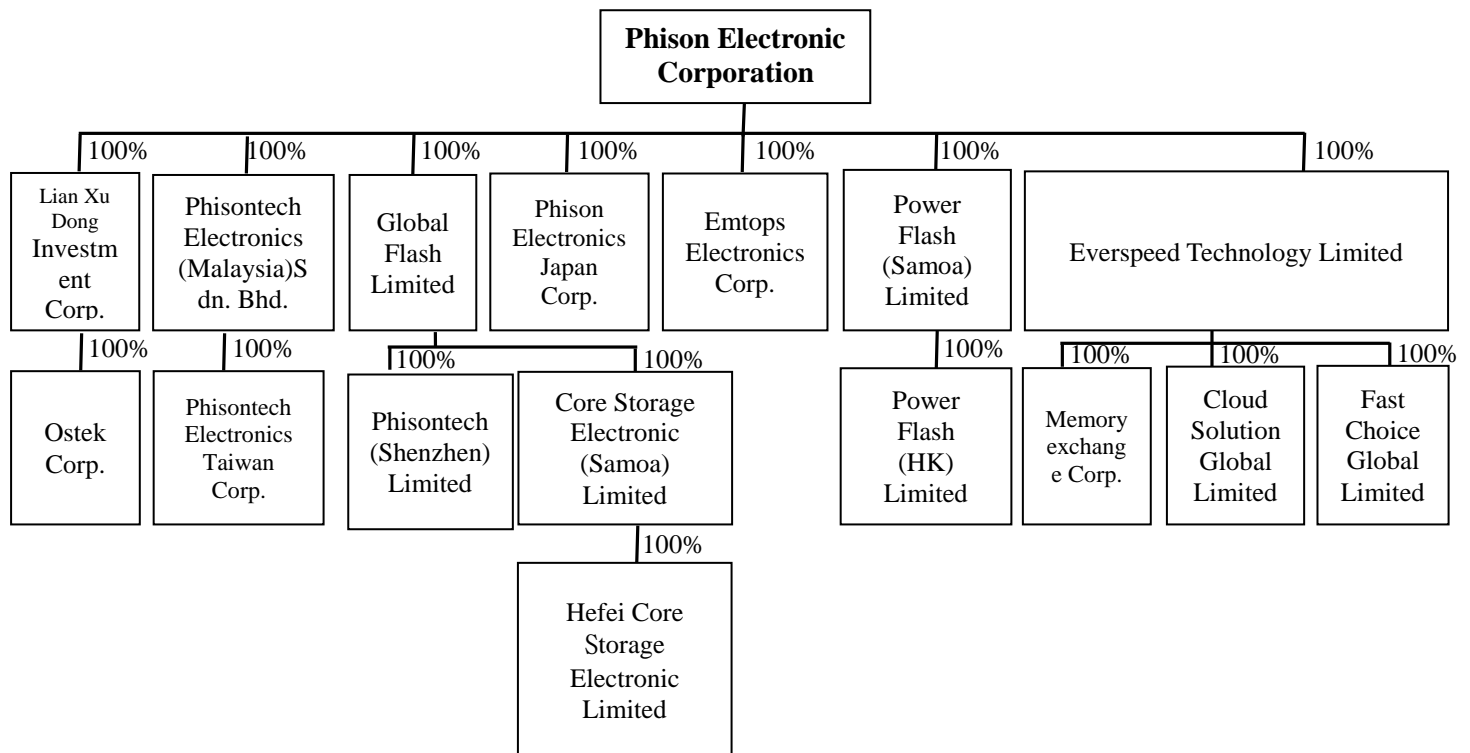 Phison Electronic
Corporation
100%
100%
100%
100%
100%
100%
100%
Lian Xu
Dong
Investm
ent
Corp.
Phisontech
Electronics
(Malaysia)S
dn. Bhd.
Global
Flash
Limited
Phison
Electronics
Japan
Corp.
Emtops
Electronics
Corp.
Power
Flash
(Samoa)
Limited
Everspeed Technology Limited
100%
100%
100%
100%
100%
100%
100%
100%
Ostek
Corp.
Phisontech
Electronics
Taiwan
Corp.
Phisontech
(Shenzhen)
Limited
Core Storage
Electronic
(Samoa)
Limited
Power
Flash
(HK)
Limited
Memory
exchang
e Corp.
Cloud
Solution
Global
Limited
Fast
Choice
Global
Limited
100%
Hefei Core
Storage
Electronic
Limited